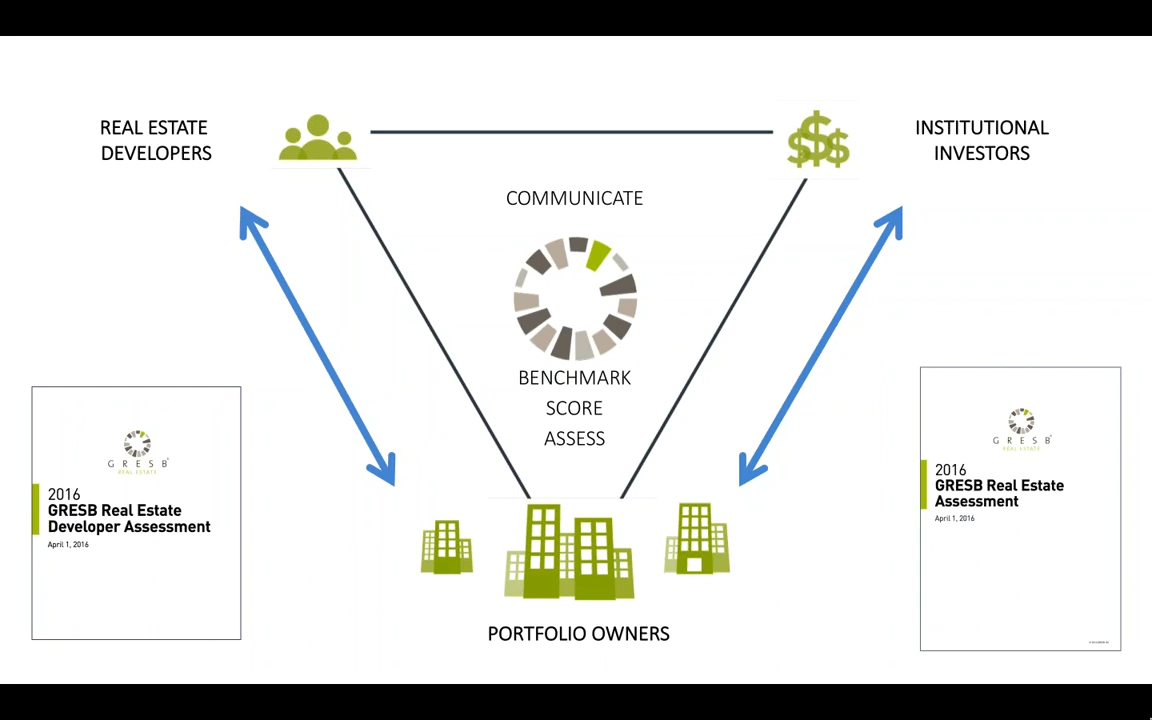 REAL ESTATE
DEVELOPERS
INSTITUTIONAL
INVESTORS
COMMUNICATE
BENCHMARK
SCORE
ASSESS
GRESB
REAL ESTATE
2016
GRESB Real Estate
Developer Assessment
April 1, 2016
GRESB
REAL ESTATE
2016
GRESB Real Estate
Assessment
April 1, 2016
PORTFOLIO OWNERS